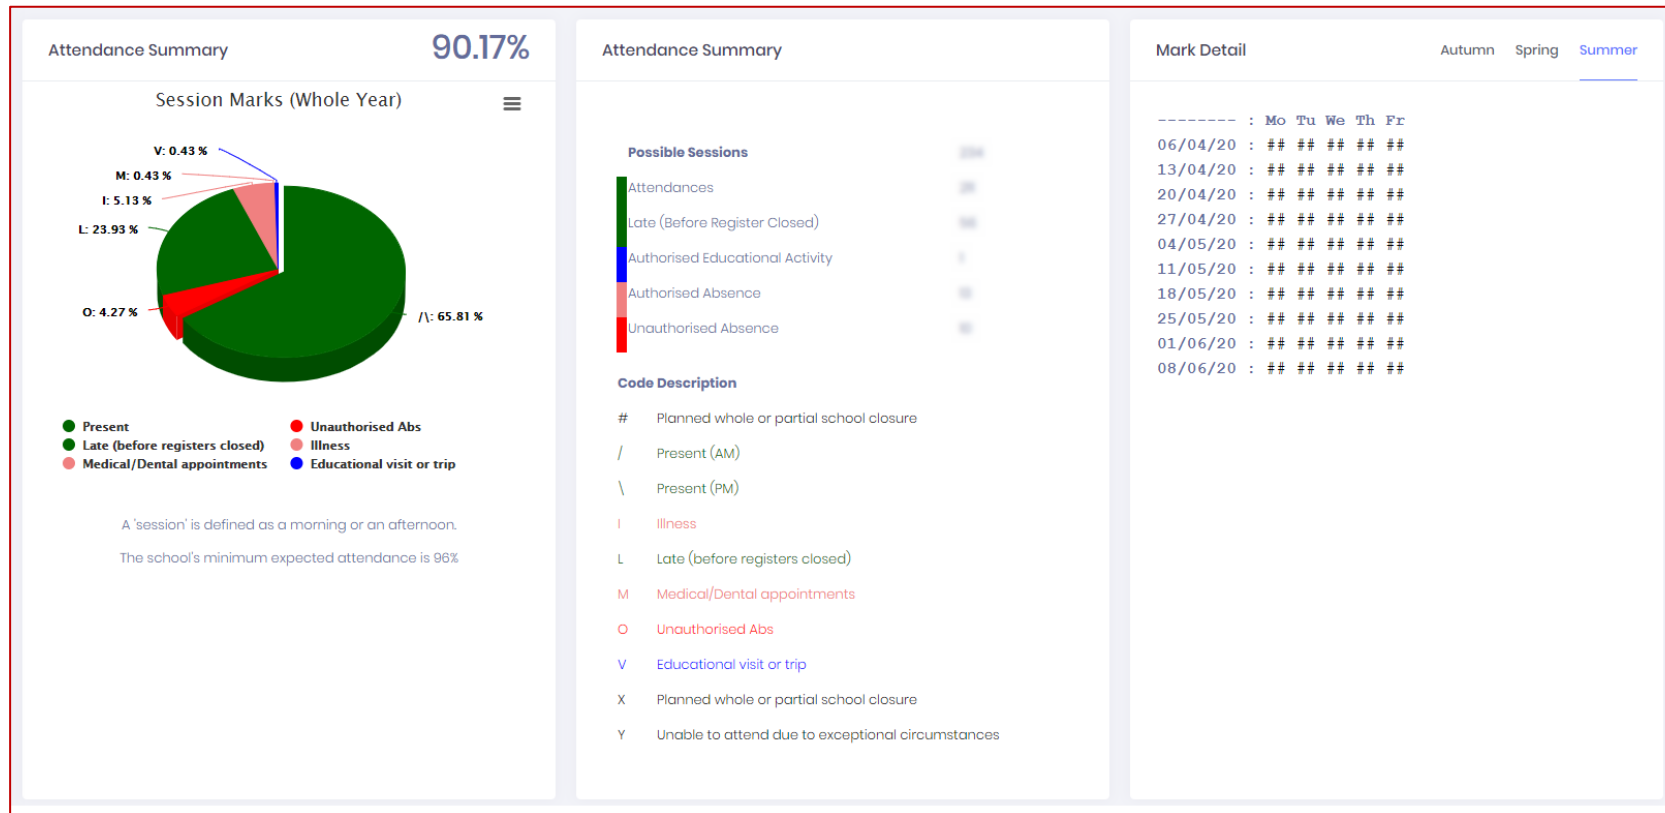 Attendance Summary 90.17%
Session Marks (Whole Year)
V: 0.43 %
M: 0.43 %
I: 5.13 %
L: 23.93 %
O: 4.27 %
/\: 65.81 %
Present
Unauthorised Abs
Late (before registers closed)
Illness
Medical/Dental appointments
Educational visit or trip
A 'session' is defined as a morning or an afternoon.
The school's minimum expected attendance is 96%
Attendance Summary
Possible Sessions
Attendances
Late (Before Register Closed)
Authorised Educational Activity
Authorised Absence
Unauthorised Absence
Code Description
# Planned whole or partial school closure
/ Present (AM)
\ Present (PM)
I Illness
L Late (before registers closed)
M Medical/Dental appointments
O Unauthorised Abs
V Educational visit or trip
X Planned whole or partial school closure
Y Unable to attend due to exceptional circumstances
Mark Detail Autumn Spring Summer
-------- : Mo Tu We Th Fr
06/04/20 : ## ## ## ## ##
13/04/20 : ## ## ## ## ##
20/04/20 : ## ## ## ## ##
27/04/20 : ## ## ## ## ##
04/05/20 : ## ## ## ## ##
11/05/20 : ## ## ## ## ##
18/05/20 : ## ## ## ## ##
25/05/20 : ## ## ## ## ##
01/06/20 : ## ## ## ## ##
08/06/20 : ## ## ## ## ##